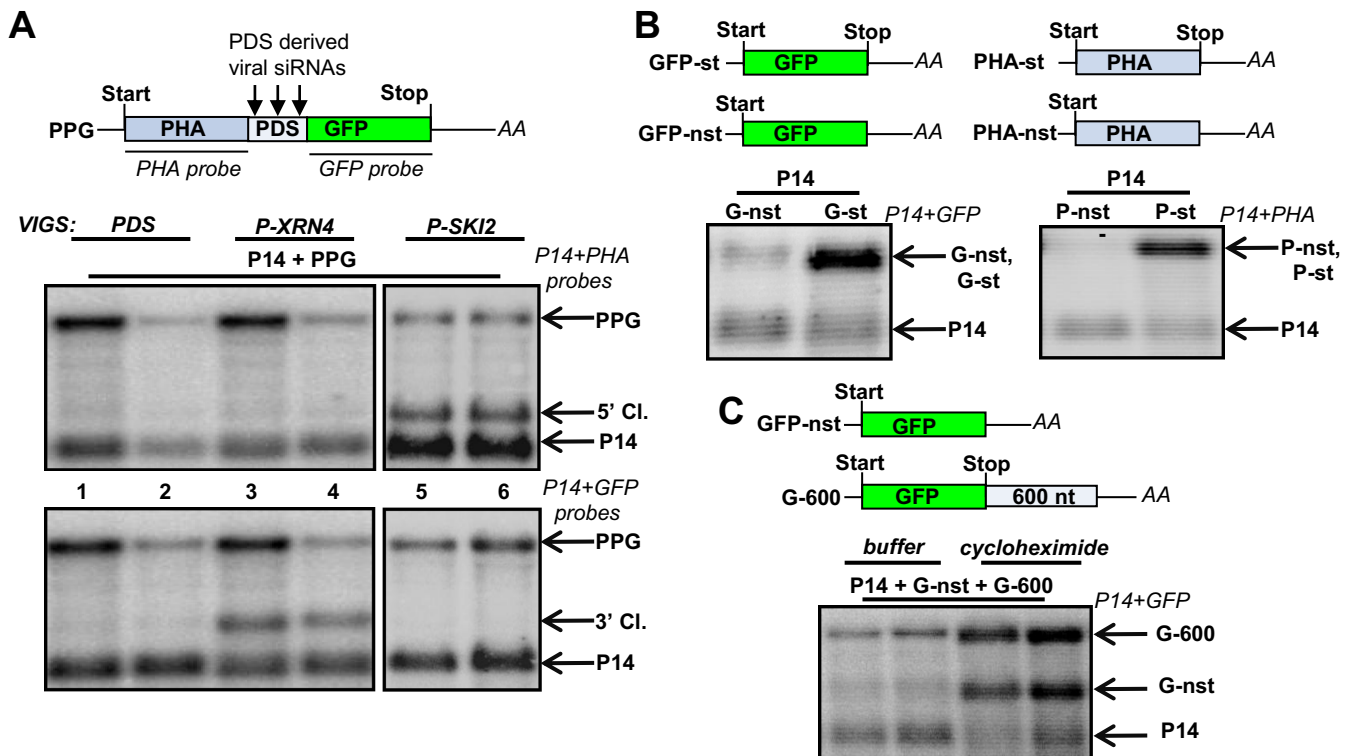 A
PDS derived
viral siRNAs
Start
Stop
PPG
PHA
PDS
GFP
AA
PHA probe
GFP probe
VIGS:
PDS
P-XRN4
P-SKI2
P14 + PPG
P14+PHA
probes
PPG
5' Cl.
P14
1
2
3
4
5
6
P14+GFP
probes
PPG
3' Cl.
P14
B
Start
Stop
GFP-st
GFP
AA
Start
GFP-nst
GFP
AA
Start
Stop
PHA-st
PHA
AA
Start
PHA-nst
PHA
AA
P14
G-nst
G-st
P14+GFP
G-nst,
G-st
P14
P14
P-nst
P-st
P14+PHA
P-nst,
P-st
P14
C
Start
GFP-nst
GFP
AA
Start
Stop
G-600
GFP
600 nt
AA
buffer
cycloheximide
P14 + G-nst + G-600
P14+GFP
G-600
G-nst
P14